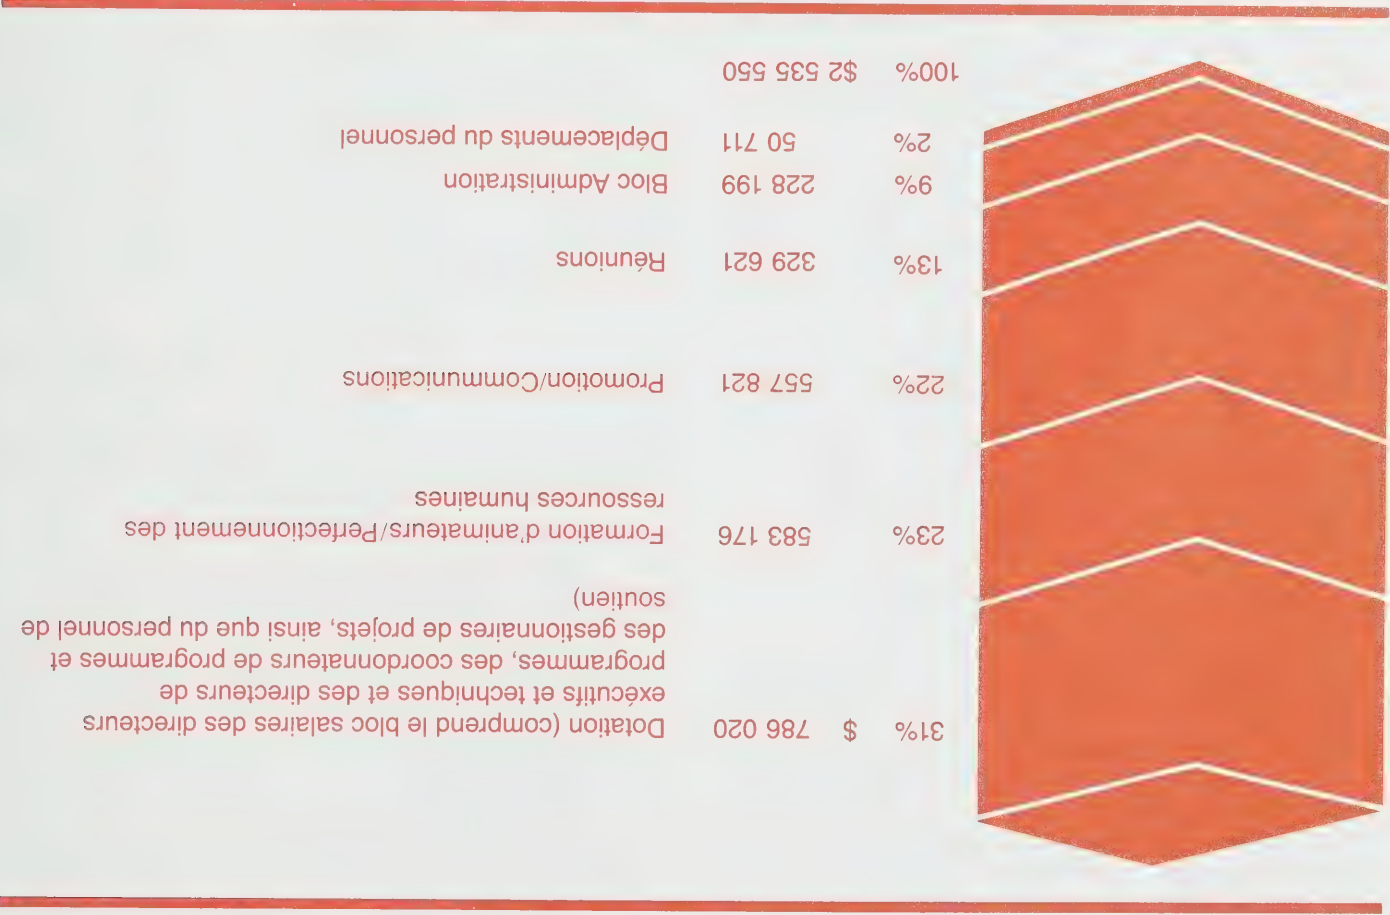 31% $ 786 020 Dotation (comprend le bloc salaires des directeurs
exécutifs et techniques et des directeurs de
programmes, des coordonnateurs de programmes et
des gestionnaires de projets, ainsi que du personnel de
soutien)
23% 583 176 Formation d'animateurs/Perfectionnement des
ressources humaines
22% 557 821 Promotion/Communications
13% 329 621 Réunions
9% 228 199 Bloc Administration
2% 50 711 Déplacements du personnel
100% $2 535 550